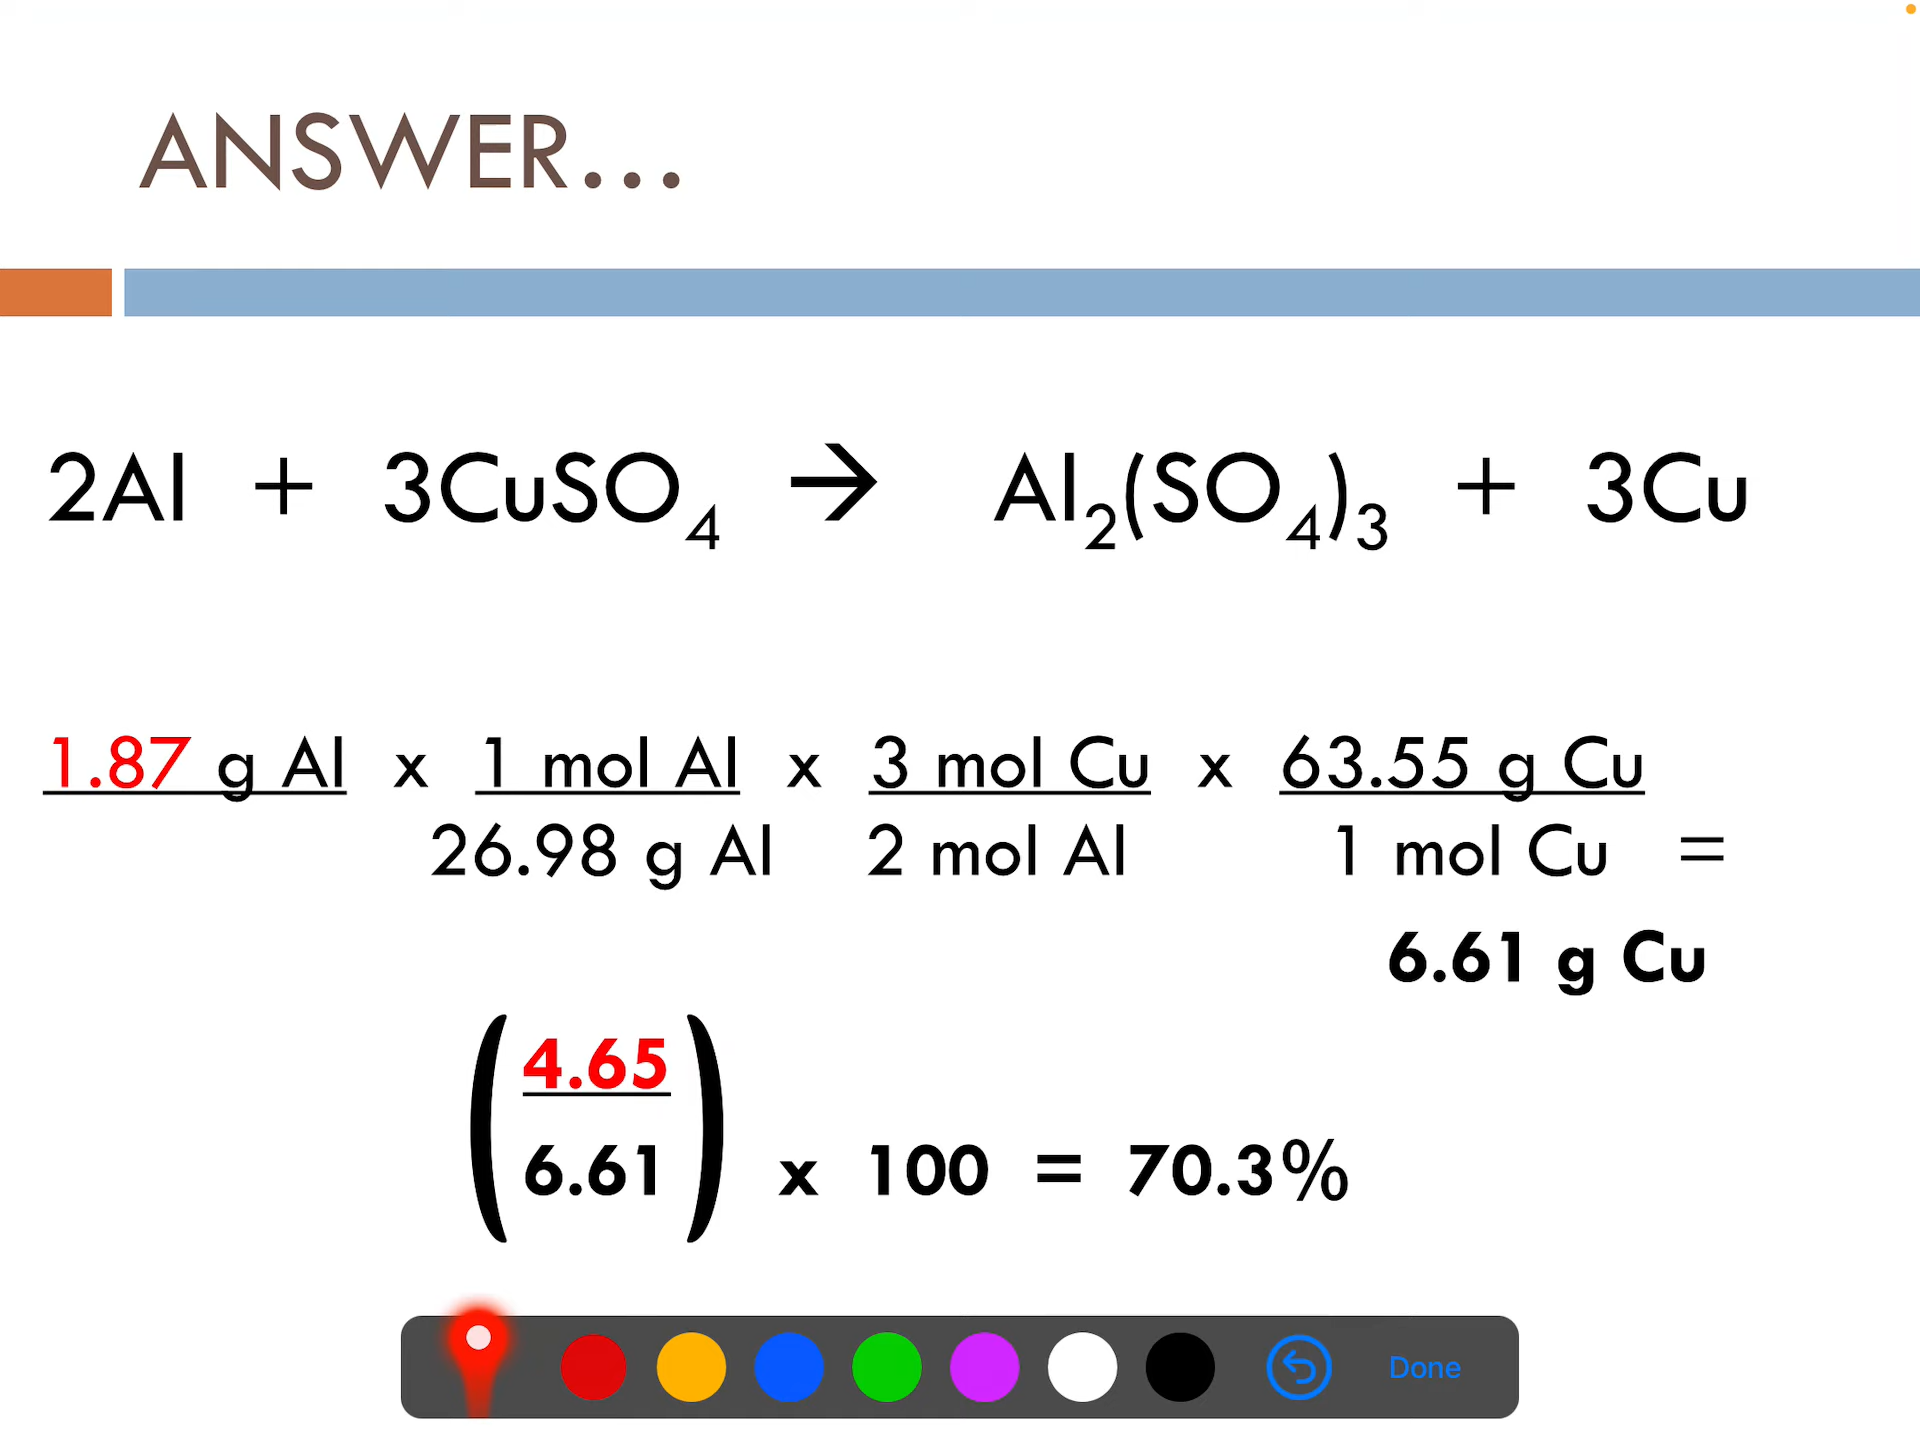 ANSWER...
2Al + 3CuSO₄ → Al₂(SO₄)₃ + 3Cu
1.87 g Al x 1 mol Al x 3 mol Cu x 63.55 g Cu
26.98 g Al 2 mol Al 1 mol Cu =
6.61 g Cu
(4.65
6.61) x 100 = 70.3%
Done